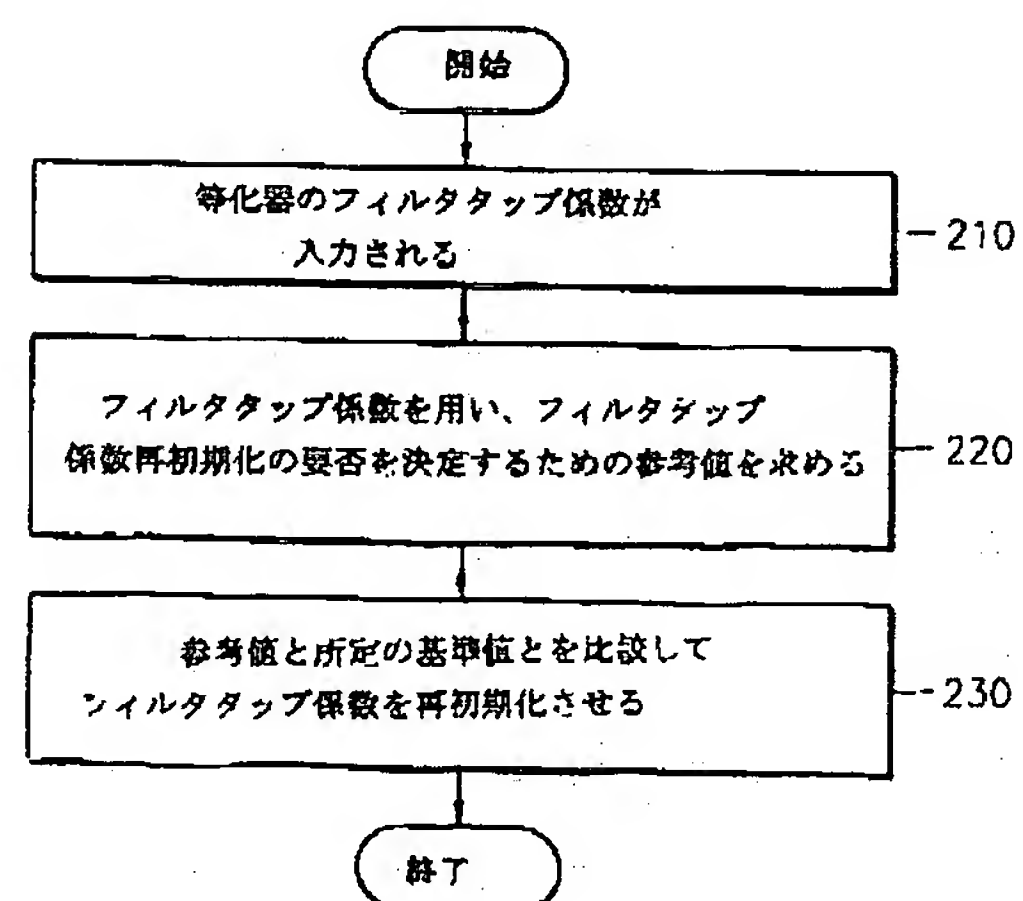 開始
等化器のフィルタタップ係数が
入力される
210
フィルタタップ係数を用い、フィルタタップ
係数再初期化の要否を決定するための参考値を求める
220
参考値と所定の基準値とを比較して
フィルタタップ係数を再初期化させる
230
終了